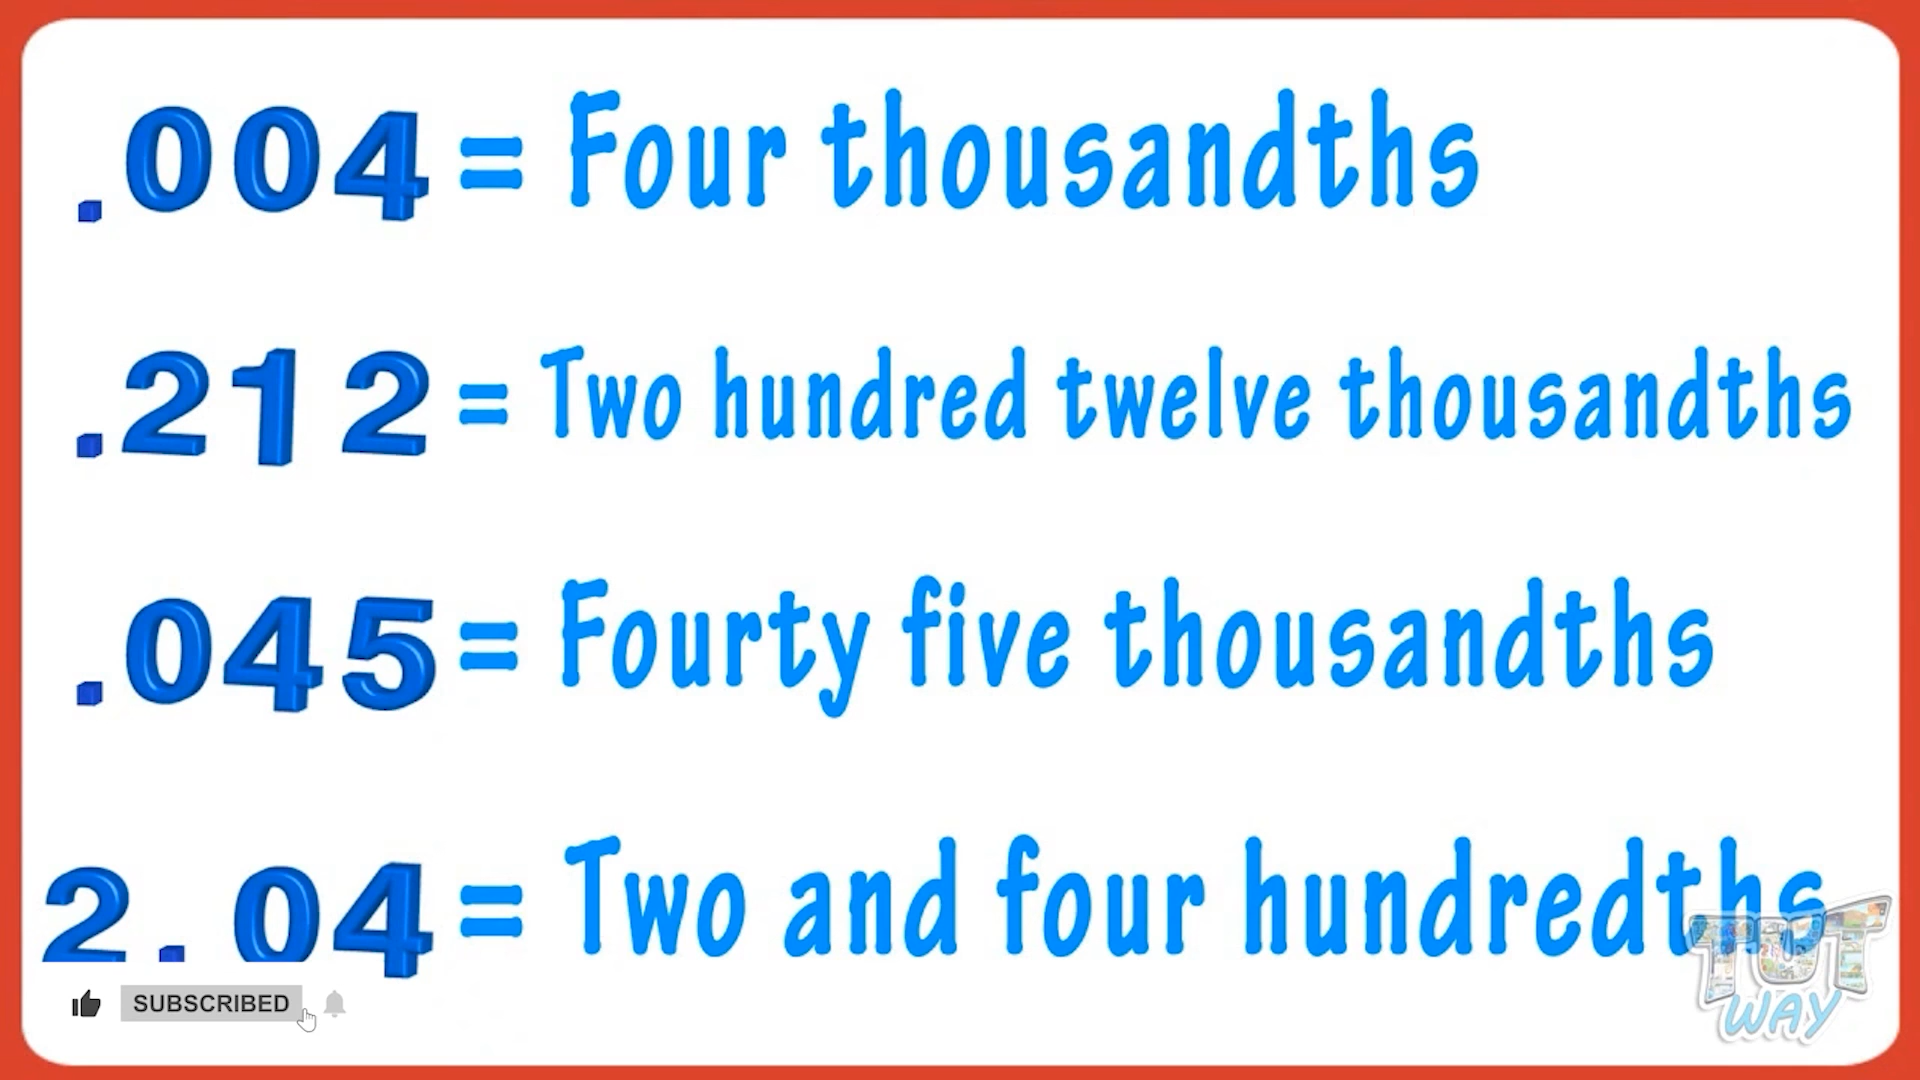 .004 = Four thousandths
.212 = Two hundred twelve thousandths
.045 = Fourty five thousandths
2.04 = Two and four hundredths
SUBSCRIBED
TUT
WAY